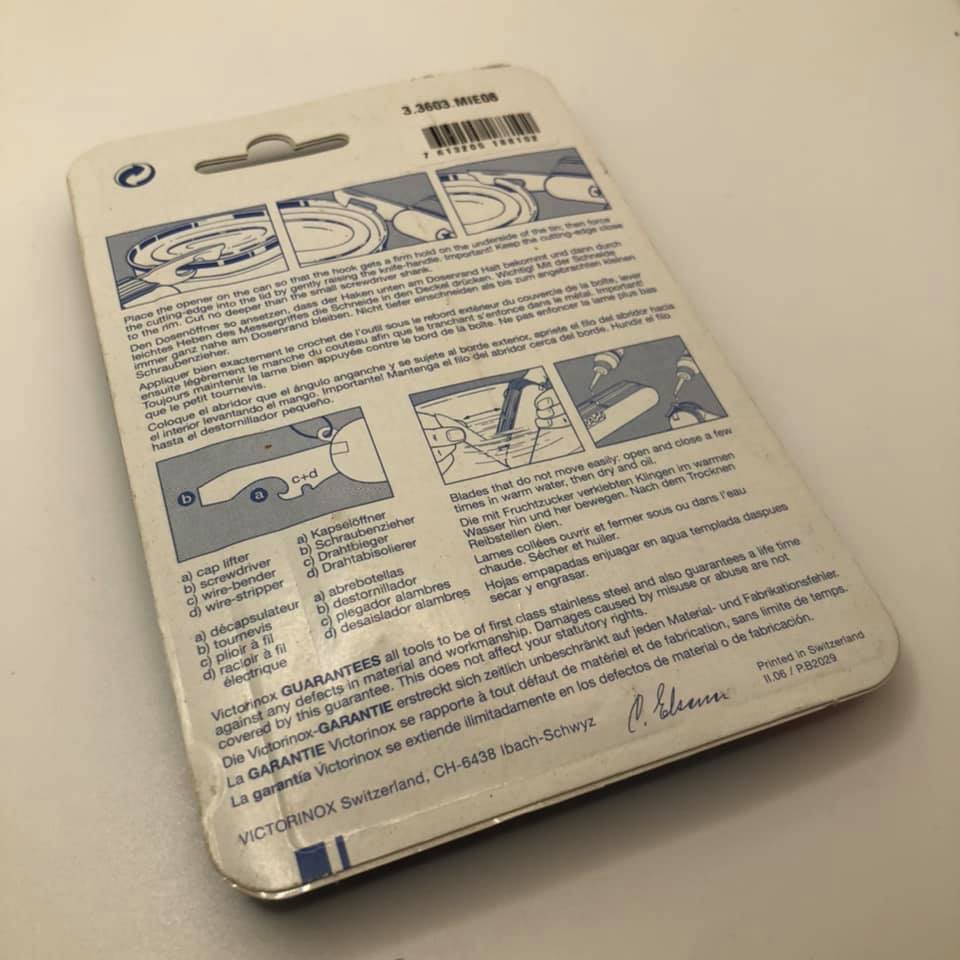 3.3603.MIE08
7 613205 188102
Place the opener on the can so that the hook gets a firm hold on the underside of the tin; then force
the cutting-edge into the lid by gently raising the knife-handle. Important! Keep the cutting-edge close
to the rim. Cut no deeper than the small screwdriver shank.
Den Dosenöffner so ansetzen, dass der Haken unten am Dosenrand Halt bekommt und dann durch
leichtes Heben des Messergriffes die Schneide in den Deckel drücken. Wichtig! Mit der Schneide
immer ganz nahe am Dosenrand bleiben. Nicht tiefer einschneiden als bis zum angebrachten kleinen
Schraubenzieher.
Appliquer bien exactement le crochet de l'outil sous le rebord extérieur du couvercle de la boîte, lever
ensuite légèrement le manche du couteau afin que le tranchant s'enfonce dans le métal. Important!
Toujours maintenir la lame bien appuyée contre le bord de la boîte. Ne pas enfoncer la lame plus bas
que le petit tournevis.
Coloque el abridor que el ángulo anganche y se sujete al borde exterior, apriete el filo del abridor hacia
el interior levantando el mango. Importante! Mantenga el filo del abridor cerca del borde. Hundir el filo
hasta el destornillador pequeño.
b
a
c+d
a) cap lifter
b) screwdriver
c) wire-bender
d) wire-stripper
a) Kapselöffner
b) Schraubenzieher
c) Drahtbieger
d) Drahtabisolierer
a) décapsulateur
b) tournevis
c) plioir à fil
d) racloir à fil
électrique
a) abrebotellas
b) destornillador
c) plegador alambres
d) desaislador alambres
Blades that do not move easily: open and close a few
times in warm water, then dry and oil.
Die mit Fruchtzucker verklebten Klingen im warmen
Wasser hin und her bewegen. Nach dem Trocknen
Reibstellen ölen.
Lames collées ouvrir et fermer sous ou dans l'eau
chaude. Sécher et huiler.
Hojas empapadas enjuagar en agua templada daspues
secar y engrasar.
Victorinox GUARANTEES all tools to be of first class stainless steel and also guarantees a life time
against any defects in material and workmanship. Damages caused by misuse or abuse are not
covered by this guarantee. This does not affect your statutory rights.
Die Victorinox-GARANTIE erstreckt sich zeitlich unbeschränkt auf jeden Material- und Fabrikationsfehler.
La GARANTIE Victorinox se rapporte à tout défaut de matériel et de fabrication, sans limite de temps.
La garantía Victorinox se extiende ilimitadamente en los defectos de material o de fabricación.
VICTORINOX Switzerland, CH-6438 Ibach-Schwyz
C. Elsener
Printed in Switzerland
II.06 / P.B2029